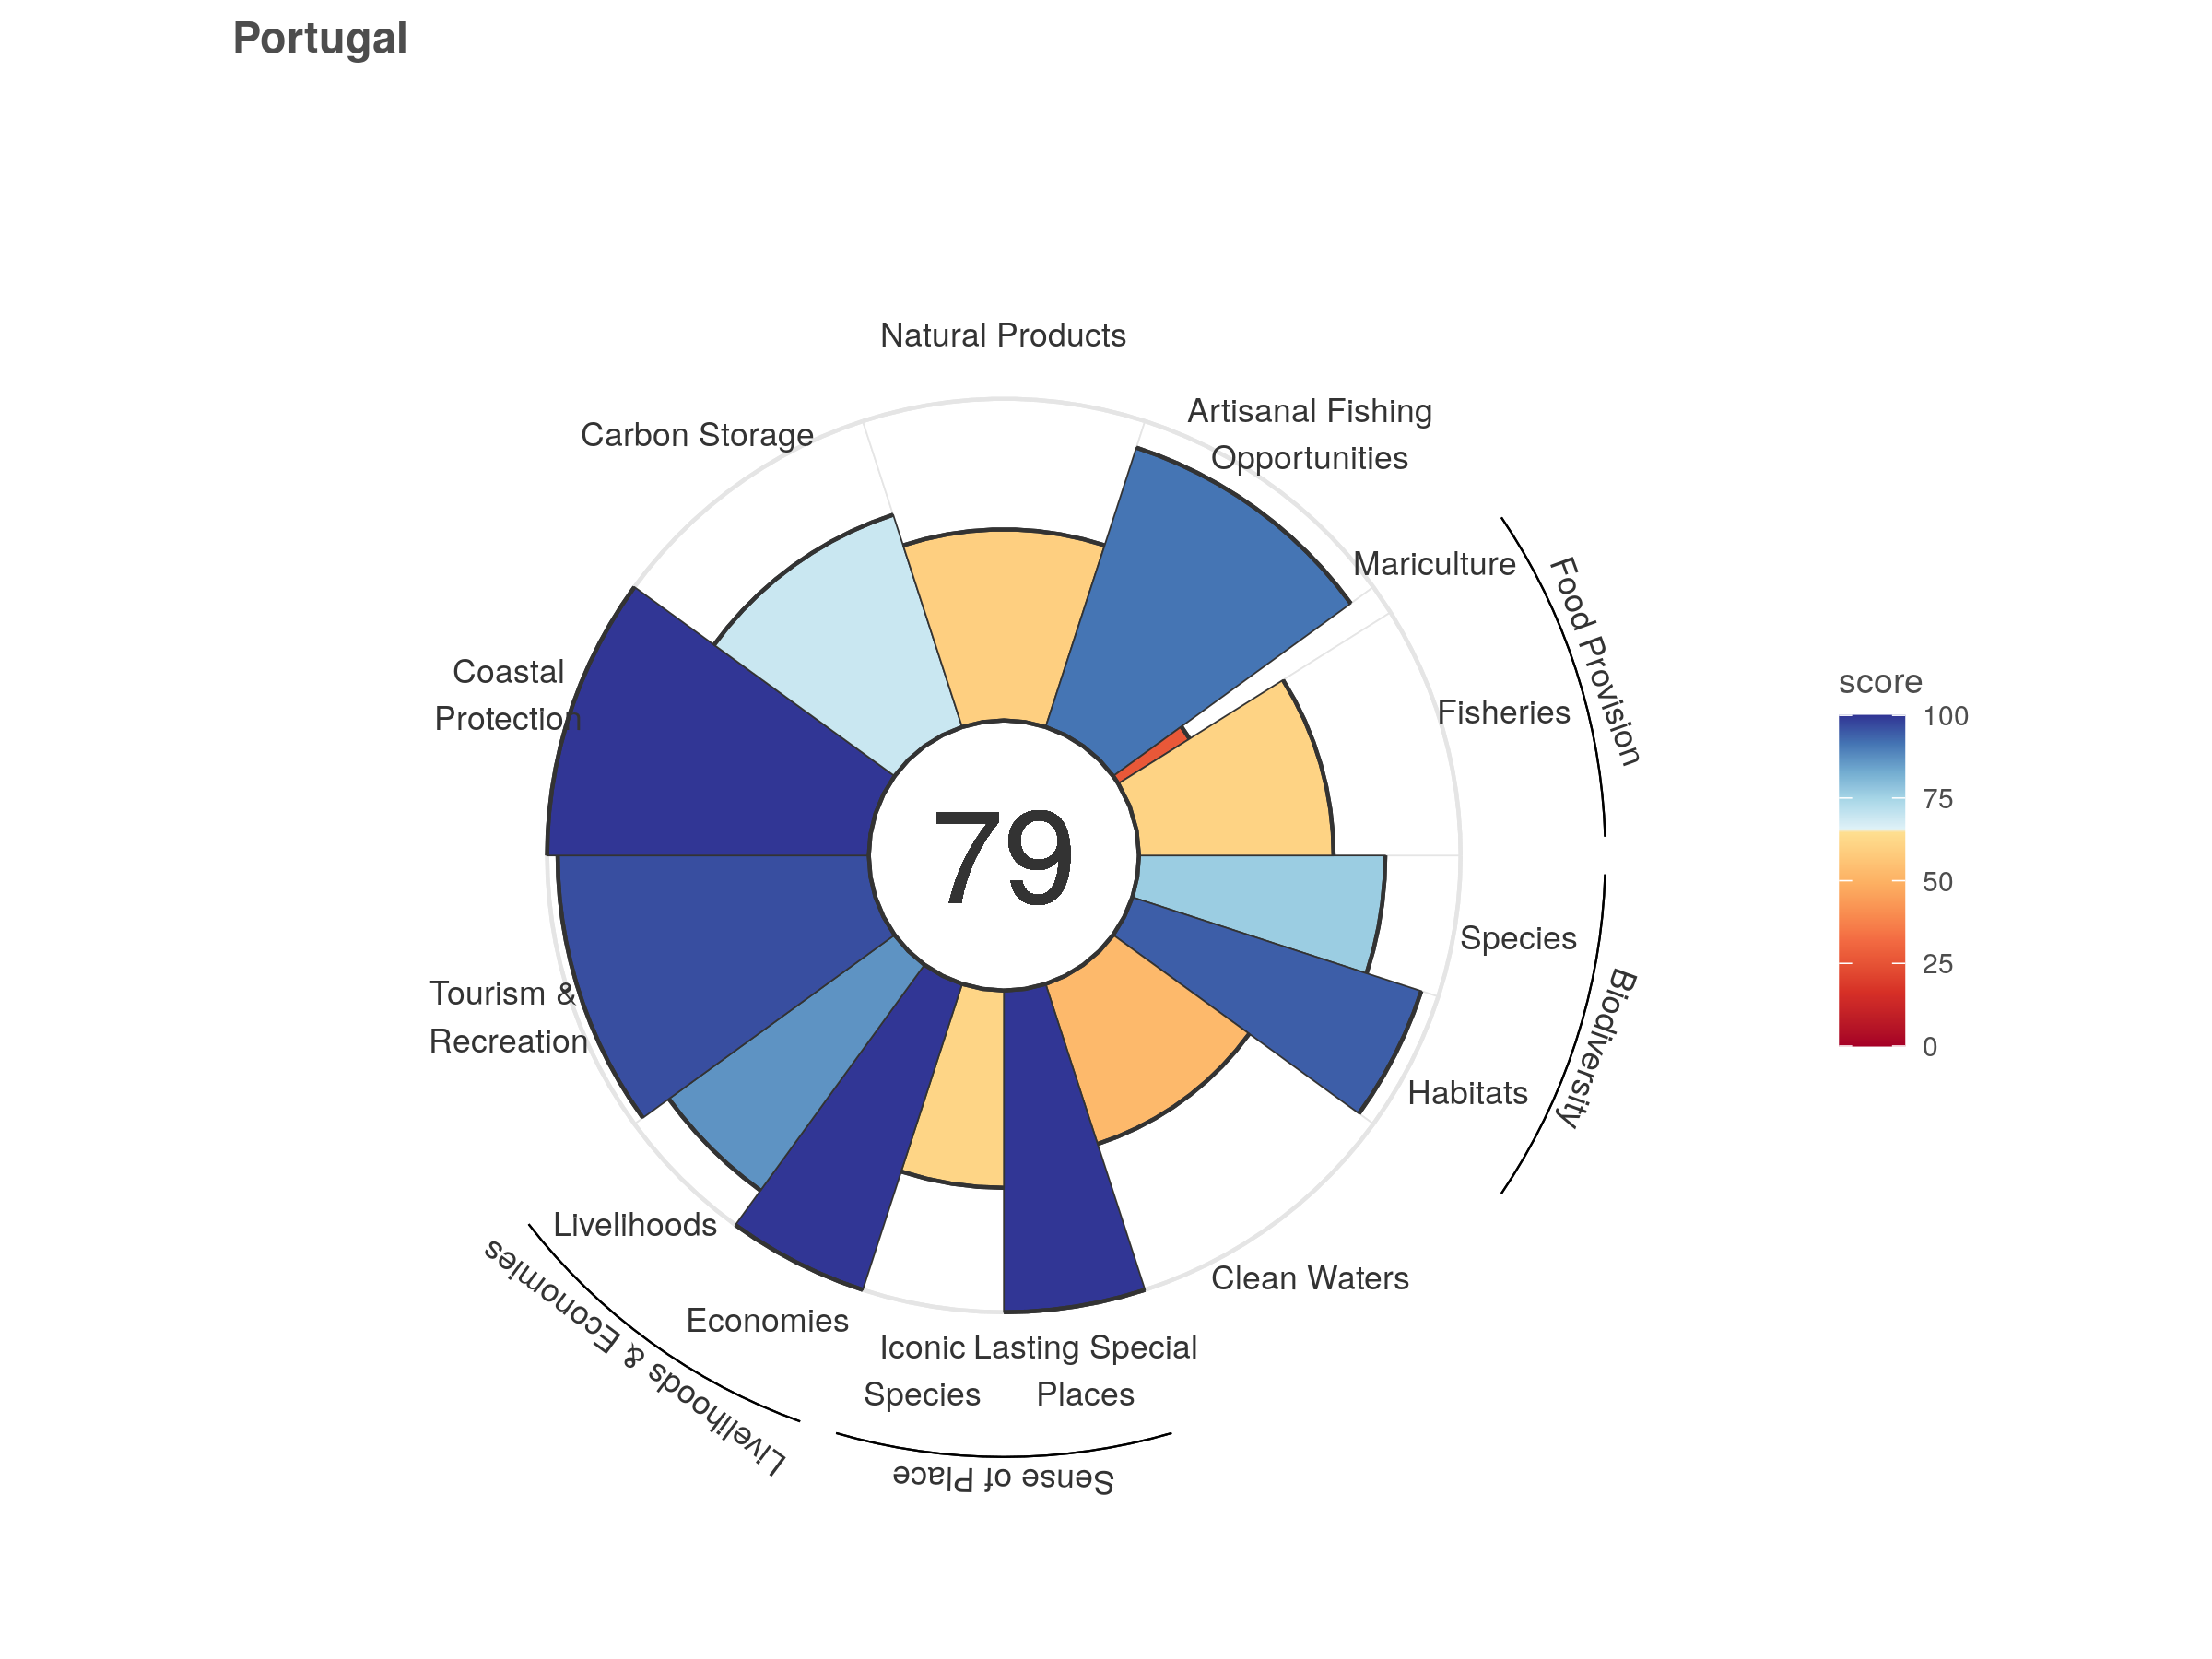 Portugal
Natural Products
Artisanal Fishing
Opportunities
Carbon Storage
Mariculture
Food Provision
Fisheries
Coastal
Protection
79
Species
Biodiversity
Habitats
Tourism &
Recreation
Livelihoods
Livelihoods & Economies
Economies
Clean Waters
Iconic
Species
Lasting Special
Places
Sense of Place
score
100
75
50
25
0